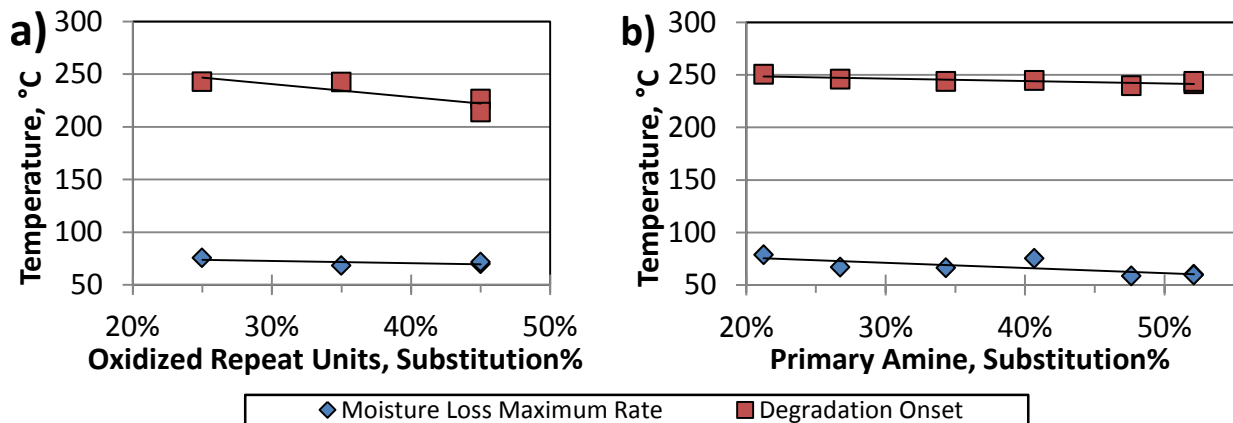 a)
Temperature, °C
300
250
200
150
100
50
20% 30% 40% 50%
Oxidized Repeat Units, Substitution%
b)
Temperature, °C
300
250
200
150
100
50
20% 30% 40% 50%
Primary Amine, Substitution%
Moisture Loss Maximum Rate Degradation Onset